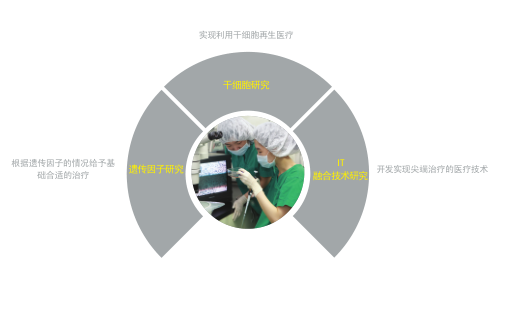 实现利用干细胞再生医疗
干细胞研究
根据遗传因子的情况给予基
础合适的治疗
遗传因子研究
IT
融合技术研究
开发实现尖端治疗的医疗技术